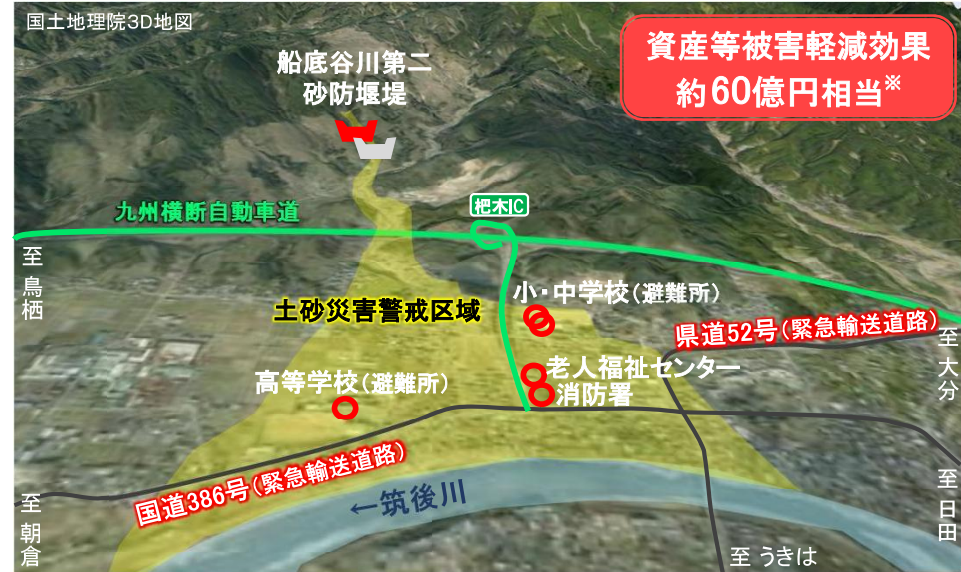 国土地理院3D地図
資産等被害軽減効果
約60億円相当※
船底谷川第二
砂防堰堤
九州横断自動車道
杷木IC
至 鳥栖
小・中学校（避難所）
土砂災害警戒区域
県道52号（緊急輸送道路）
至 大分
老人福祉センター
消防署
高等学校（避難所）
国道386号（緊急輸送道路）
←筑後川
至 朝倉
至 日田
至 うきは